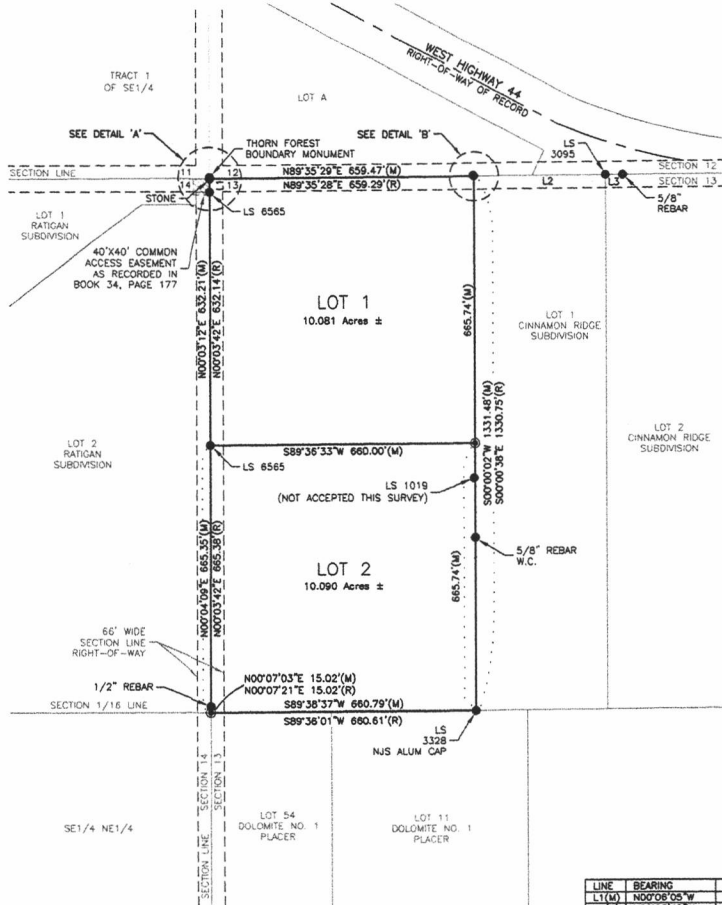 WEST HIGHWAY 44
RIGHT-OF-WAY OF RECORD
TRACT 1
OF SE1/4
LOT A
SEE DETAIL 'A'
THORN FOREST
BOUNDARY MONUMENT
SEE DETAIL 'B'
LS
3095
SECTION LINE
11
12
14
13
N89°35'29"E 659.47'(M)
N89°35'28"E 659.29'(R)
L2
L3
SECTION 12
SECTION 13
5/8"
REBAR
STONE
LS 6565
LOT 1
RATIGAN
SUBDIVISION
40'X40' COMMON
ACCESS EASEMENT
AS RECORDED IN
BOOK 34, PAGE 177
N00°03'12"E 632.21'(M)
N00°03'42"E 632.14'(R)
LOT 1
10.081 Acres ±
665.74'(M)
LOT 1
CINNAMON RIDGE
SUBDIVISION
S00°00'02"W 1331.48'(M)
S00°00'38"E 1330.75'(R)
LOT 2
CINNAMON RIDGE
SUBDIVISION
LOT 2
RATIGAN
SUBDIVISION
S89°36'33"W 660.00'(M)
LS 6565
LS 1019
(NOT ACCEPTED THIS SURVEY)
5/8" REBAR
W.C.
N00°04'09"E 665.35'(M)
N00°03'42"E 665.38'(R)
LOT 2
10.090 Acres ±
665.74'(M)
66' WIDE
SECTION LINE
RIGHT-OF-WAY
1/2" REBAR
N00°07'03"E 15.02'(M)
N00°07'21"E 15.02'(R)
SECTION 1/16 LINE
S89°38'37"W 660.79'(M)
S89°38'01"W 660.61'(R)
LS
3328
NJS ALUM CAP
SECTION 14
SECTION 13
SECTION LINE
SE1/4 NE1/4
LOT 54
DOLOMITE NO. 1
PLACER
LOT 11
DOLOMITE NO. 1
PLACER
LINE BEARING
L1(M) N00°06'05"W